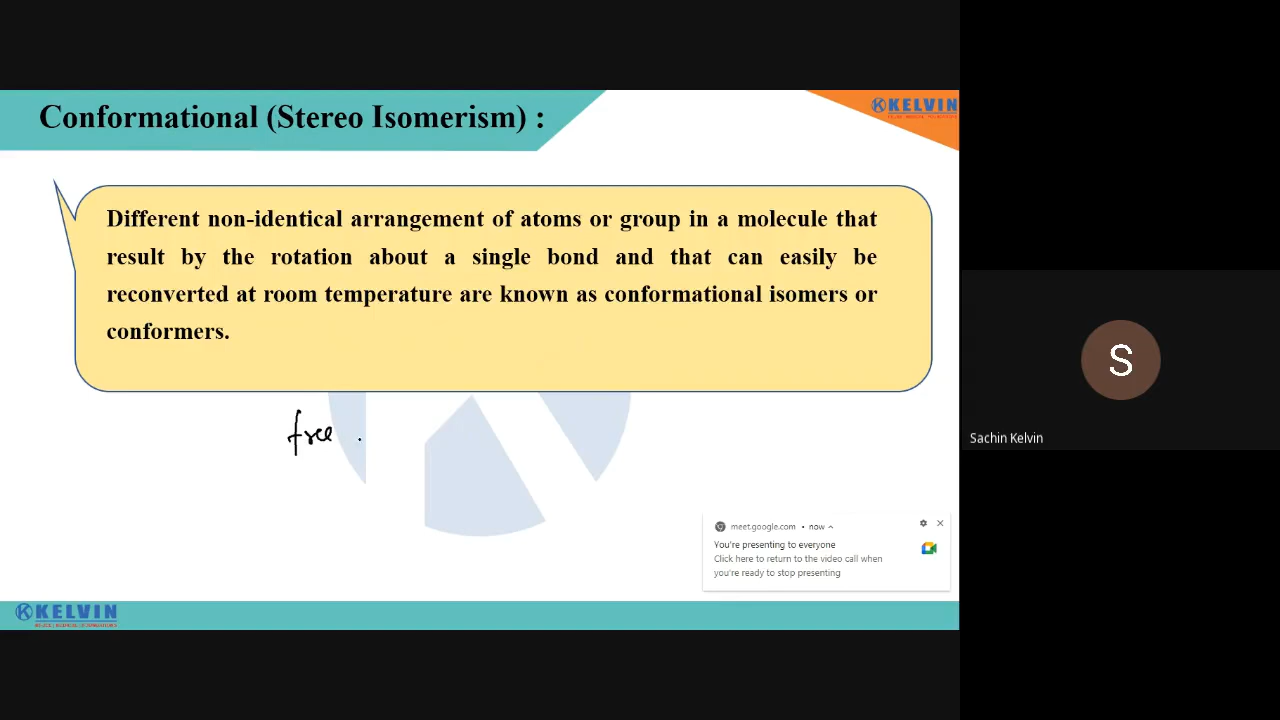 Conformational (Stereo Isomerism) :
KELVIN
Different non-identical arrangement of atoms or group in a molecule that
result by the rotation about a single bond and that can easily be
reconverted at room temperature are known as conformational isomers or
conformers.
free
S
Sachin Kelvin
meet.google.com • now
You're presenting to everyone
Click here to return to the video call when
you're ready to stop presenting
KELVIN